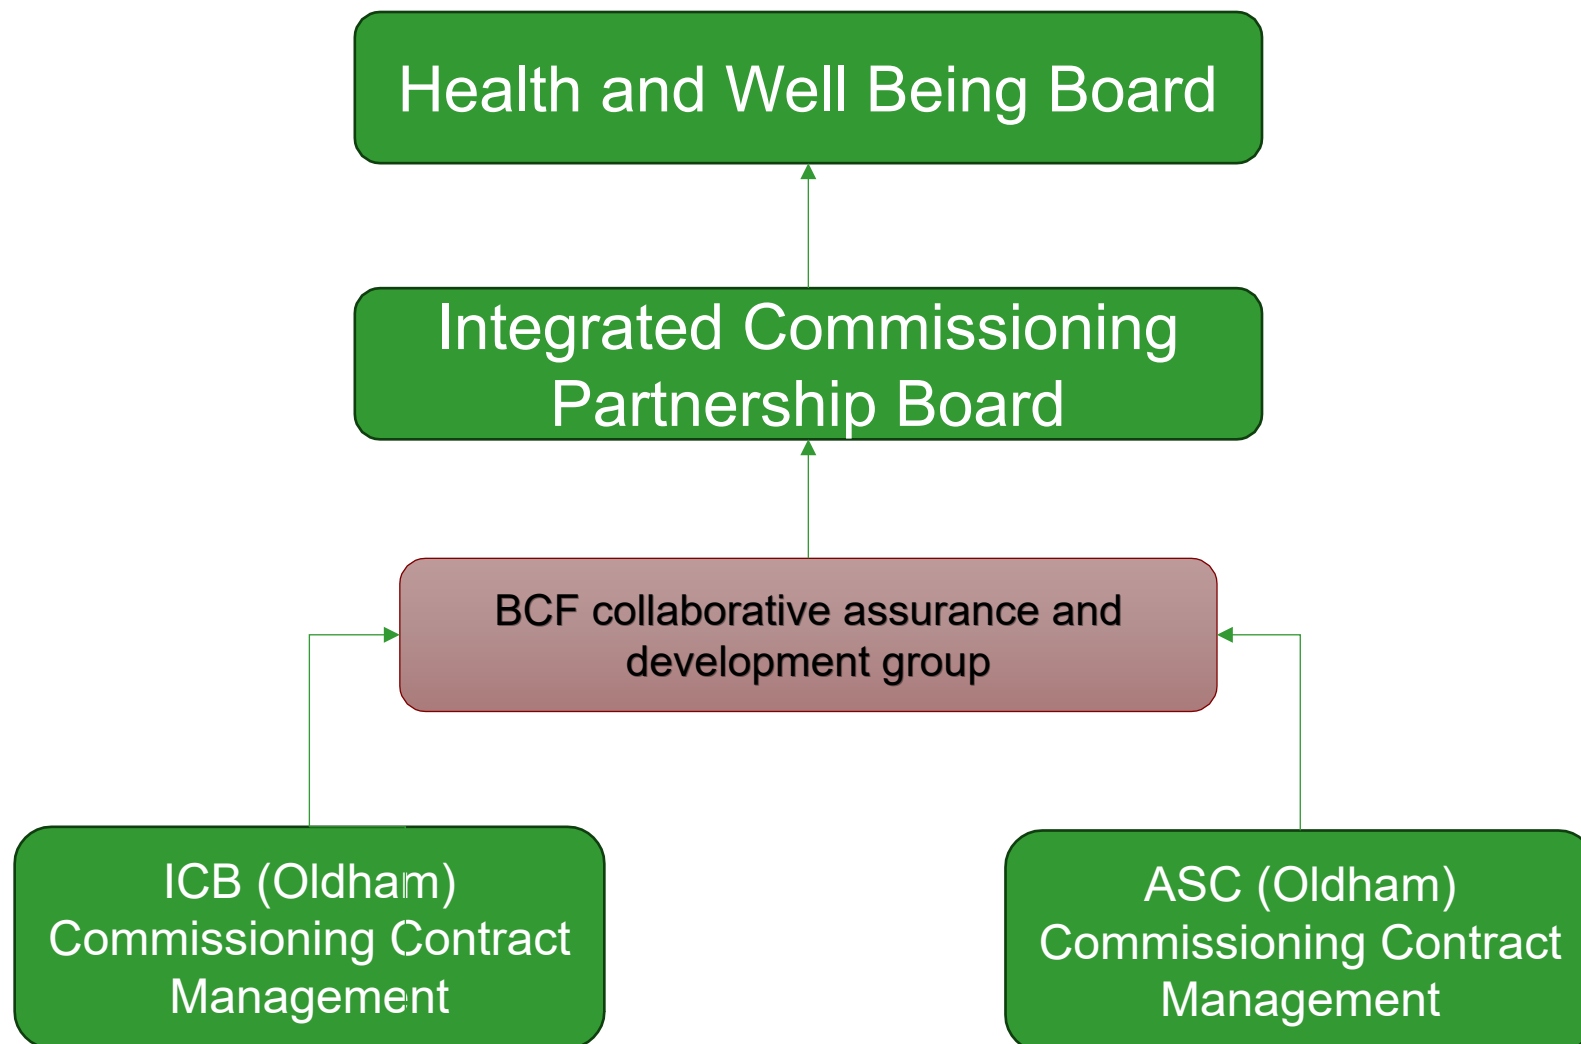 Health and Well Being Board
Integrated Commissioning
Partnership Board
BCF collaborative assurance and
development group
ICB (Oldham)
Commissioning Contract
Management
ASC (Oldham)
Commissioning Contract
Management